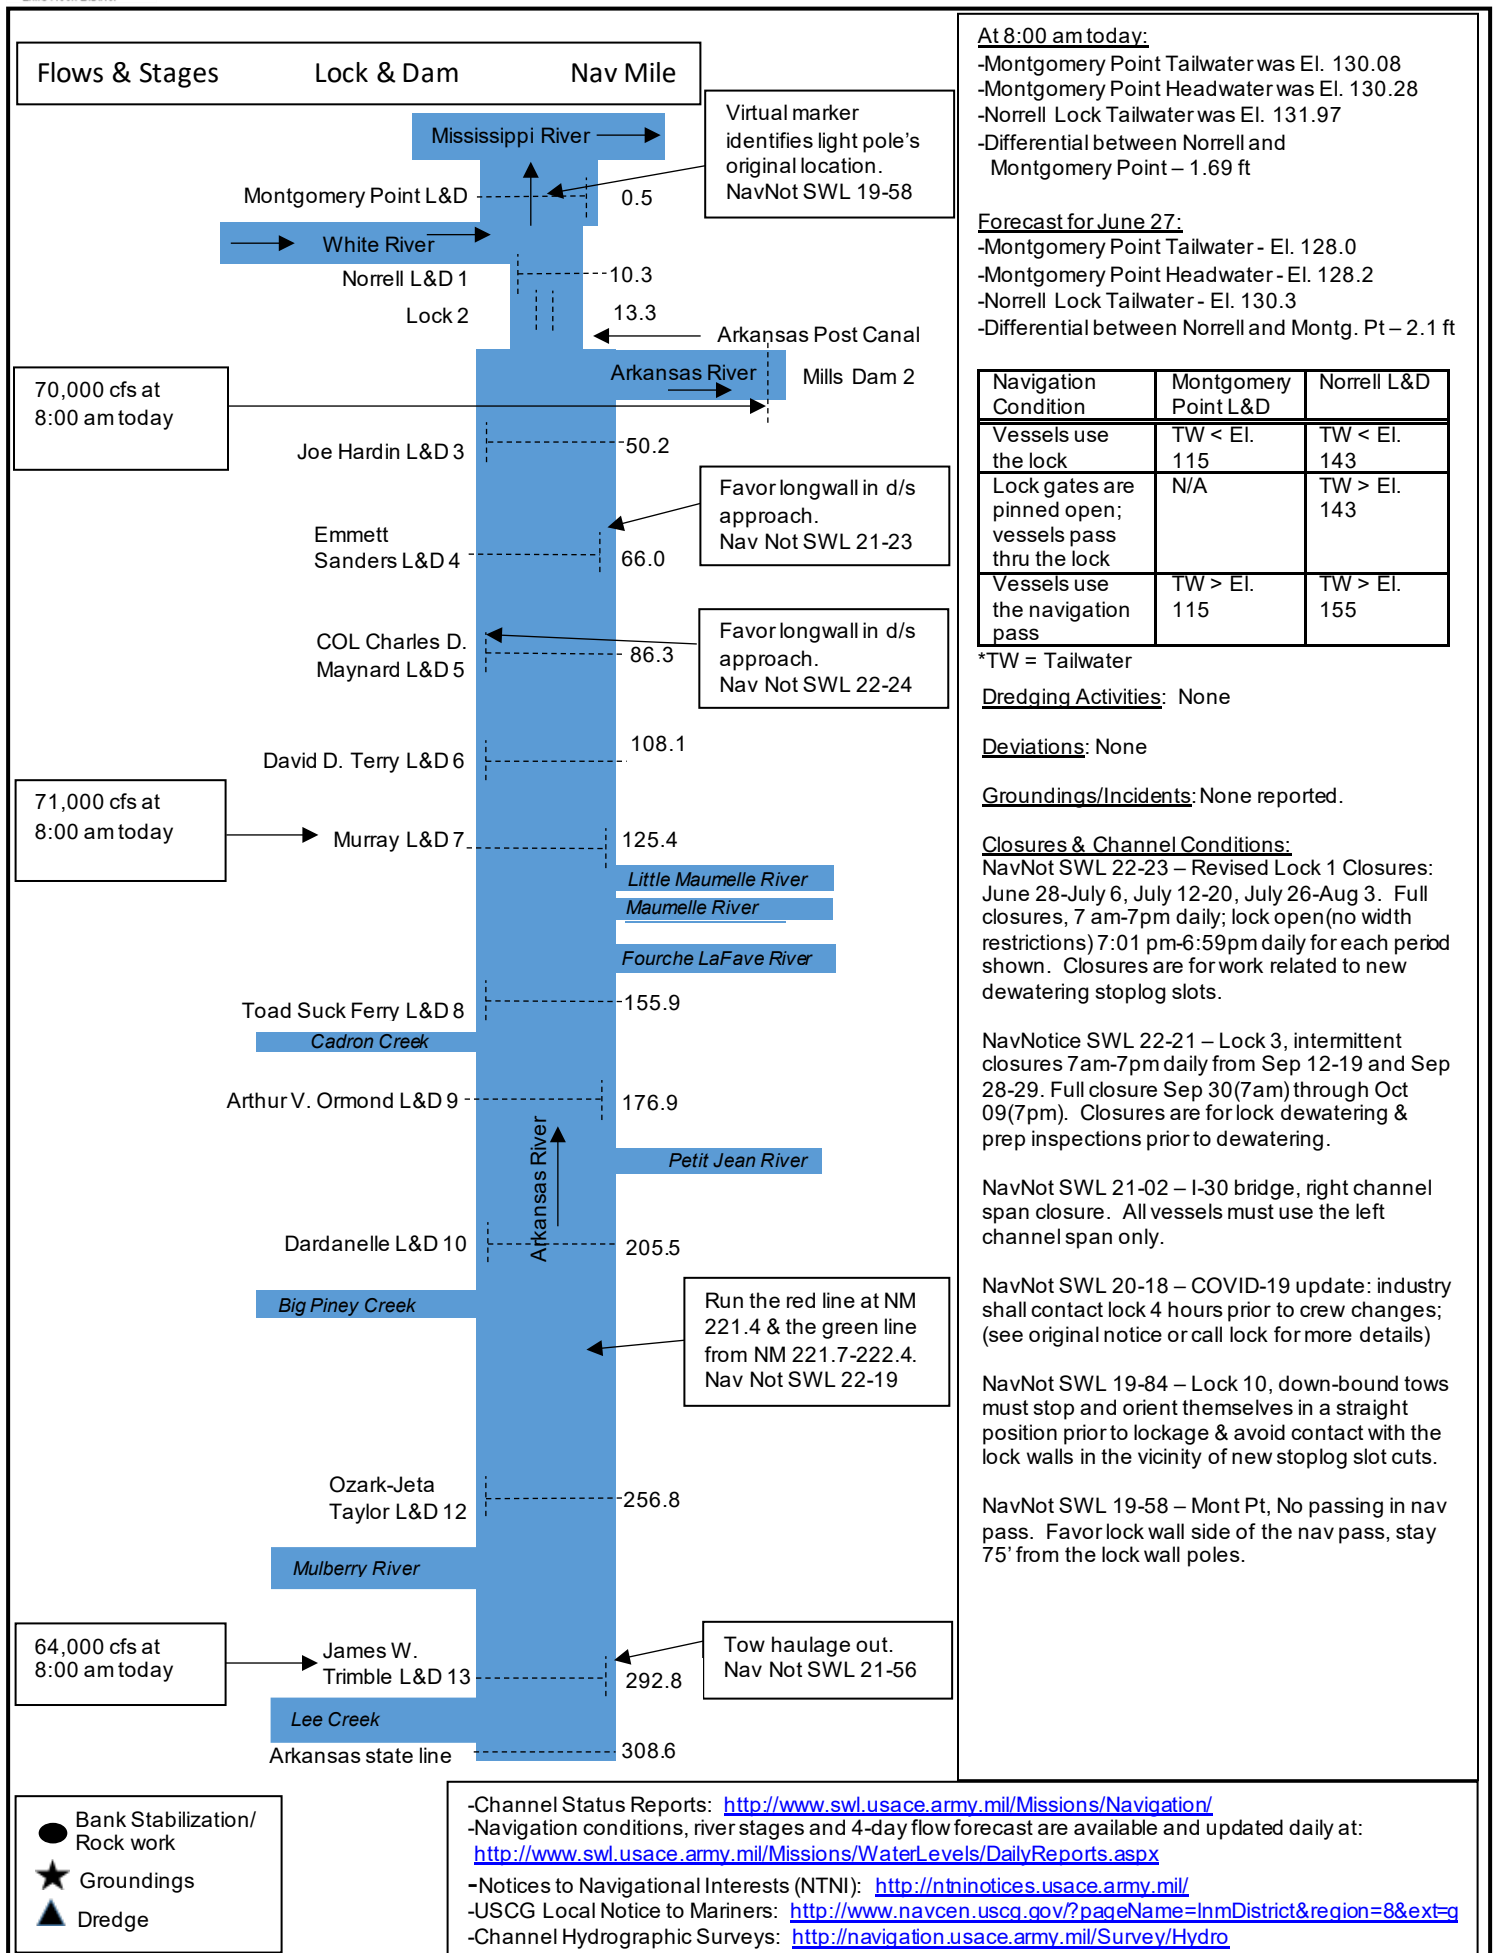 Flows & Stages Lock & Dam Nav Mile
Mississippi River
Virtual marker
identifies light pole's
original location.
NavNot SWL 19-58
Montgomery Point L&D
0.5
White River
Norrell L&D 1
10.3
Lock 2
13.3
Arkansas Post Canal
70,000 cfs at
8:00 am today
Arkansas River
Mills Dam 2
Joe Hardin L&D 3
50.2
Favor longwall in d/s
approach.
Nav Not SWL 21-23
Emmett
Sanders L&D 4
66.0
Favor longwall in d/s
approach.
Nav Not SWL 22-24
COL Charles D.
Maynard L&D 5
86.3
David D. Terry L&D 6
108.1
71,000 cfs at
8:00 am today
Murray L&D 7
125.4
Little Maumelle River
Maumelle River
Fourche LaFave River
Toad Suck Ferry L&D 8
155.9
Cadron Creek
Arthur V. Ormond L&D 9
176.9
Arkansas River
Petit Jean River
Dardanelle L&D 10
205.5
Big Piney Creek
Run the red line at NM
221.4 & the green line
from NM 221.7-222.4.
Nav Not SWL 22-19
Ozark-Jeta
Taylor L&D 12
256.8
Mulberry River
64,000 cfs at
8:00 am today
James W.
Trimble L&D 13
292.8
Tow haulage out.
Nav Not SWL 21-56
Lee Creek
Arkansas state line
308.6
At 8:00 am today:
-Montgomery Point Tailwater was El. 130.08
-Montgomery Point Headwater was El. 130.28
-Norrell Lock Tailwater was El. 131.97
-Differential between Norrell and
Montgomery Point – 1.69 ft
Forecast for June 27:
-Montgomery Point Tailwater - El. 128.0
-Montgomery Point Headwater - El. 128.2
-Norrell Lock Tailwater - El. 130.3
-Differential between Norrell and Montg. Pt – 2.1 ft
Navigation Montgomery Norrell L&D
Condition Point L&D
Vessels use TW < El. TW < El.
the lock 115 143
Lock gates are N/A TW > El.
pinned open; 143
vessels pass
thru the lock
Vessels use TW > El. TW > El.
the navigation 115 155
pass
*TW = Tailwater
Dredging Activities: None
Deviations: None
Groundings/Incidents: None reported.
Closures & Channel Conditions:
NavNot SWL 22-23 – Revised Lock 1 Closures:
June 28-July 6, July 12-20, July 26-Aug 3. Full
closures, 7 am-7pm daily; lock open(no width
restrictions) 7:01 pm-6:59pm daily for each period
shown. Closures are for work related to new
dewatering stoplog slots.
NavNotice SWL 22-21 – Lock 3, intermittent
closures 7am-7pm daily from Sep 12-19 and Sep
28-29. Full closure Sep 30(7am) through Oct
09(7pm). Closures are for lock dewatering &
prep inspections prior to dewatering.
NavNot SWL 21-02 – I-30 bridge, right channel
span closure. All vessels must use the left
channel span only.
NavNot SWL 20-18 – COVID-19 update: industry
shall contact lock 4 hours prior to crew changes;
(see original notice or call lock for more details)
NavNot SWL 19-84 – Lock 10, down-bound tows
must stop and orient themselves in a straight
position prior to lockage & avoid contact with the
lock walls in the vicinity of new stoplog slot cuts.
NavNot SWL 19-58 – Mont Pt, No passing in nav
pass. Favor lock wall side of the nav pass, stay
75' from the lock wall poles.
Bank Stabilization/
Rock work
Groundings
Dredge
-Channel Status Reports: http://www.swl.usace.army.mil/Missions/Navigation/
-Navigation conditions, river stages and 4-day flow forecast are available and updated daily at:
http://www.swl.usace.army.mil/Missions/WaterLevels/DailyReports.aspx
-Notices to Navigational Interests (NTNI): http://ntninotices.usace.army.mil/
-USCG Local Notice to Mariners: http://www.navcen.uscg.gov/?pageName=lnmDistrict&region=8&ext=g
-Channel Hydrographic Surveys: http://navigation.usace.army.mil/Survey/Hydro